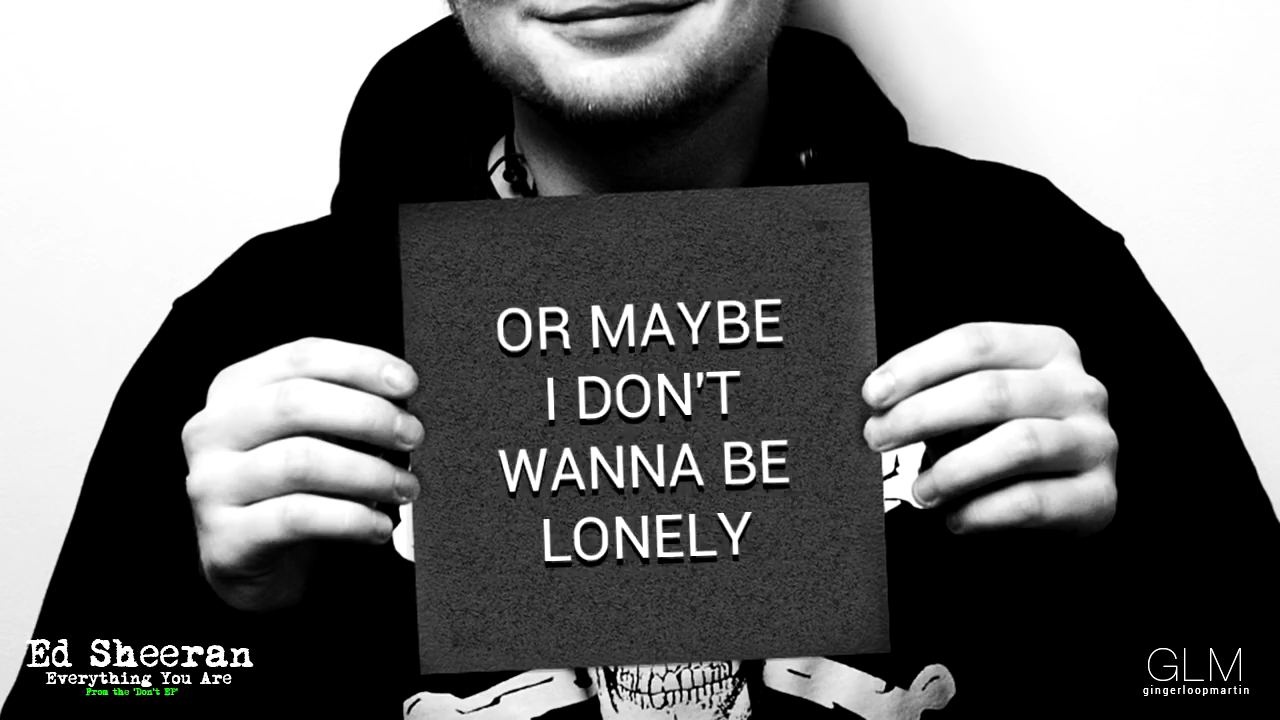 OR MAYBE
I DON'T
WANNA BE
LONELY
Ed Sheeran
Everything You Are
From the 'Don't EP'
GLM
gingerloopmartin